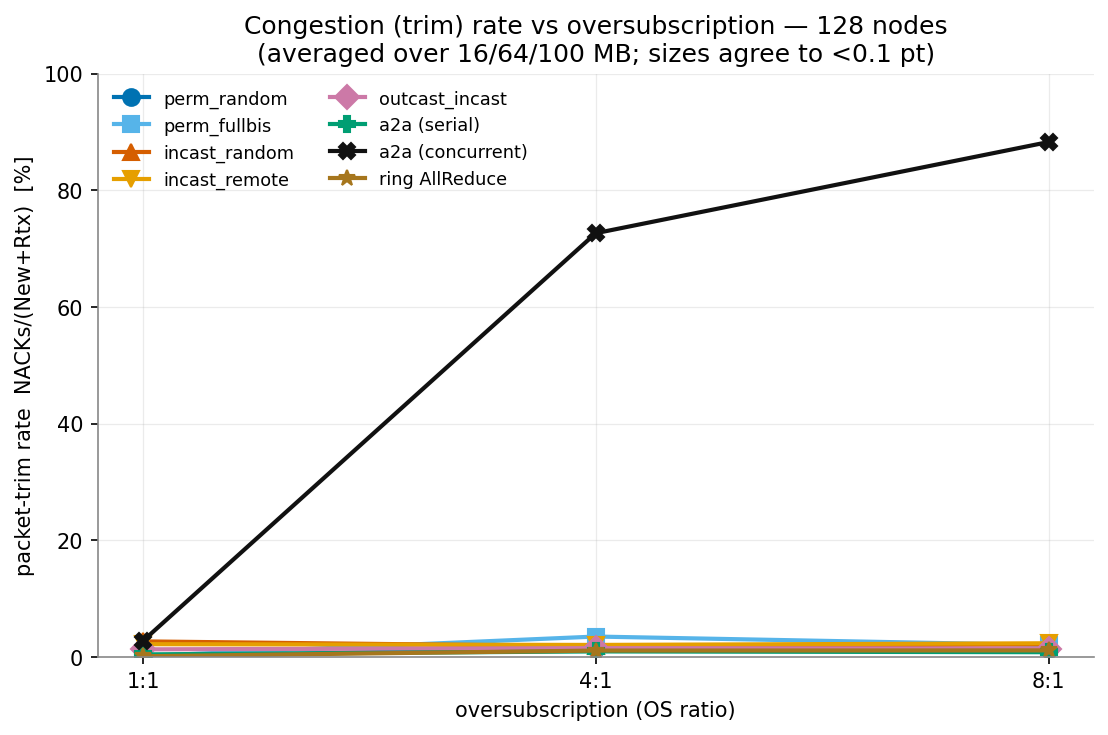 Congestion (trim) rate vs oversubscription — 128 nodes
(averaged over 16/64/100 MB; sizes agree to <0.1 pt)
packet-trim rate  NACKs/(New+Rtx)  [%]
100
80
60
40
20
0
perm_random
perm_fullbis
incast_random
incast_remote
outcast_incast
a2a (serial)
a2a (concurrent)
ring AllReduce
1:1
4:1
8:1
oversubscription (OS ratio)